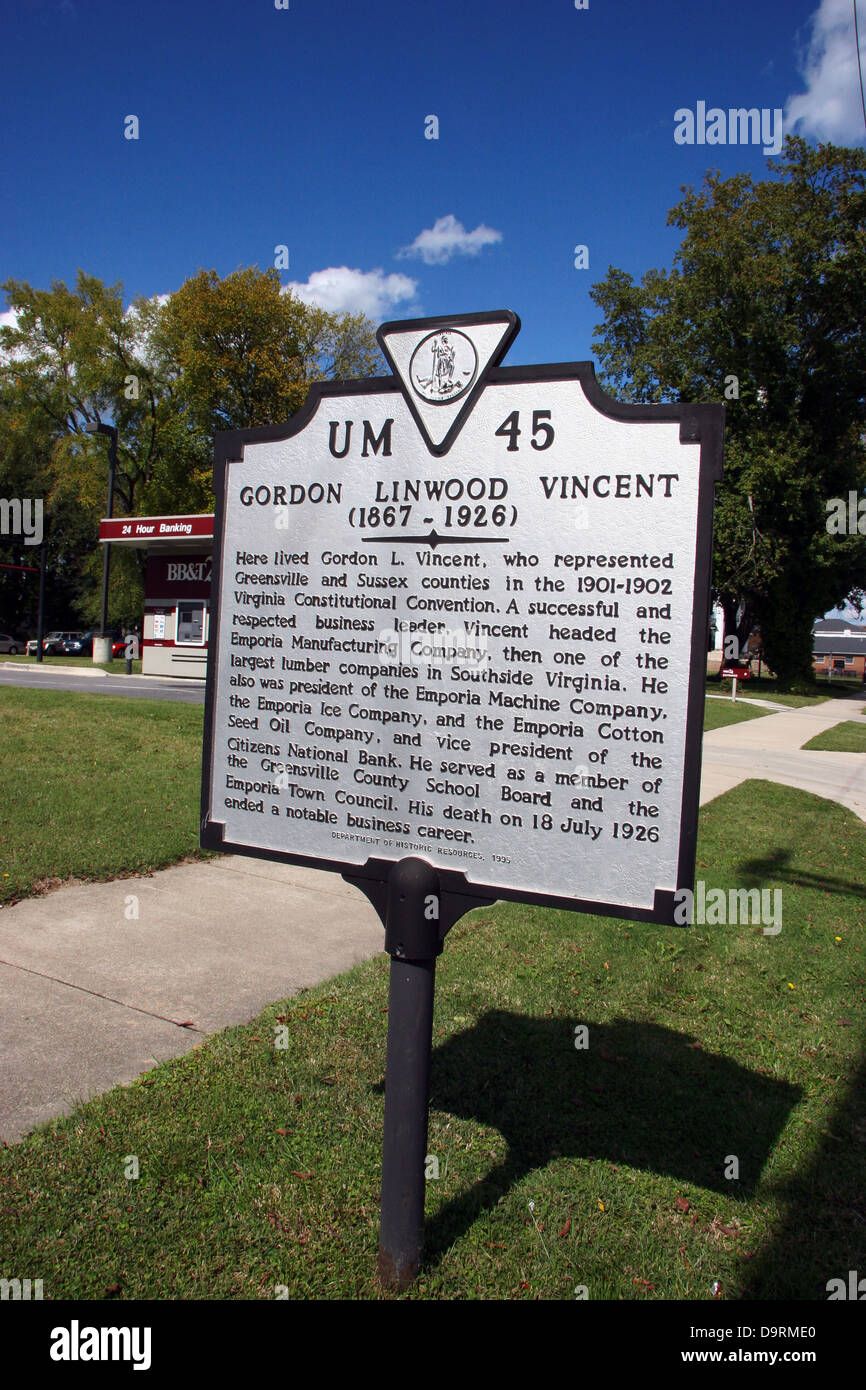 UM 45
GORDON LINWOOD VINCENT
(1867 ~ 1926)
Here lived Gordon L. Vincent, who represented
Greensville and Sussex counties in the 1901-1902
Virginia Constitutional Convention. A successful and
respected business leader, Vincent headed the
Emporia Manufacturing Company, then one of the
largest lumber companies in Southside Virginia. He
also was president of the Emporia Machine Company,
the Emporia Ice Company, and the Emporia Cotton
Seed Oil Company, and vice president of the
Citizens National Bank. He served as a member of
the Greensville County School Board and the
Emporia Town Council. His death on 18 July 1926
ended a notable business career.
DEPARTMENT OF HISTORIC RESOURCES, 1995
24 Hour Banking
BB&T
a
alamy
alamy stock photo
Image ID: D9RME0
www.alamy.com